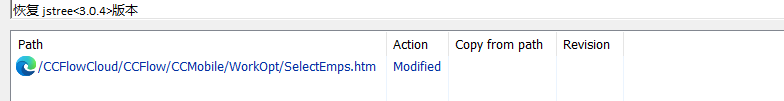 恢复 jstree<3.0.4>版本
Path Action Copy from path Revision
/CCFlowCloud/CCFlow/CCMobile/WorkOpt/SelectEmps.htm Modified